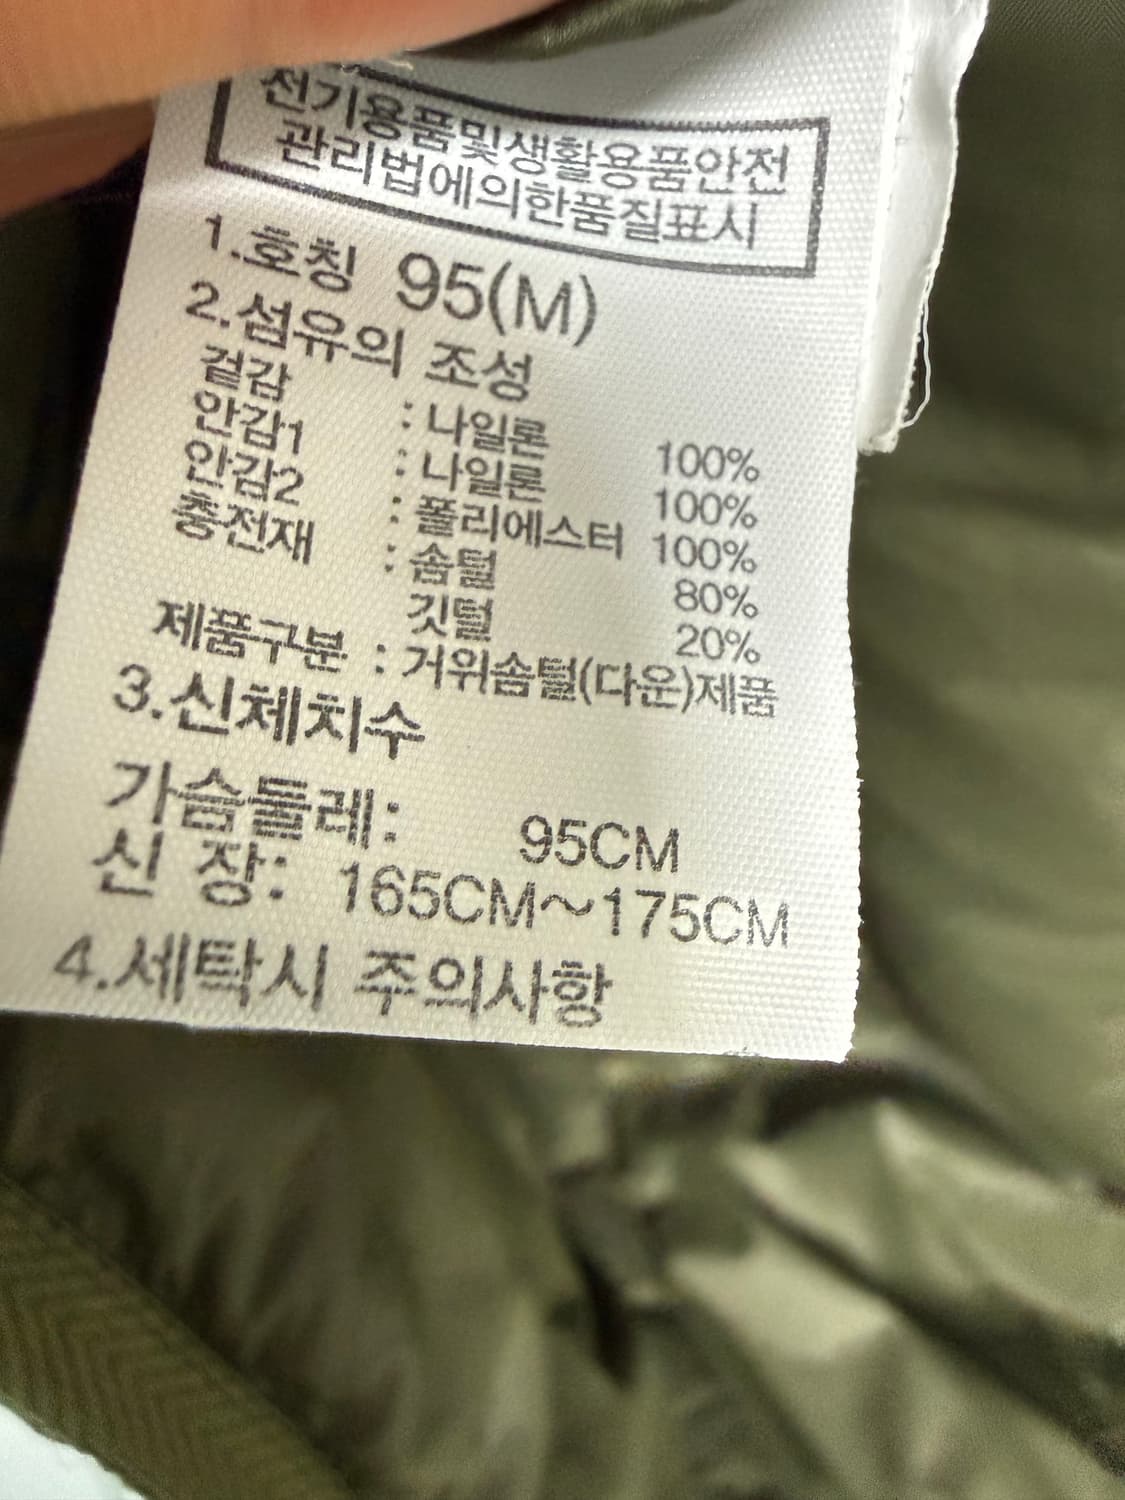 전기용품및생활용품안전
관리법에의한품질표시
1.호칭 95(M)
2.섬유의 조성
겉감 : 나일론 100%
안감1 : 나일론 100%
안감2 : 폴리에스터 100%
충전재 : 솜털 80%
깃털 20%
제품구분 : 거위솜털(다운)제품
3.신체치수
가슴둘레: 95CM
신 장: 165CM~175CM
4.세탁시 주의사항